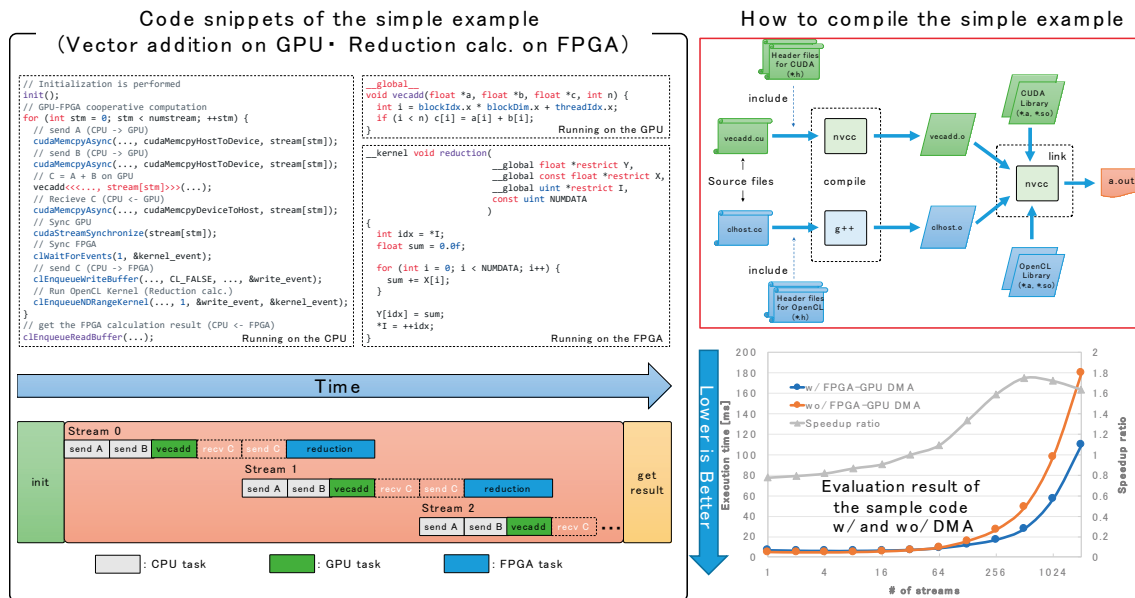 Code snippets of the simple example
(Vector addition on GPU・ Reduction calc. on FPGA)
// Initialization is performed
init();
// GPU-FPGA cooperative computation
for (int stm = 0; stm < numstream; ++stm) {
// send A (CPU -> GPU)
cudaMemcpyAsync(..., cudaMemcpyHostToDevice, stream[stm]);
// send B (CPU -> GPU)
cudaMemcpyAsync(..., cudaMemcpyHostToDevice, stream[stm]);
// C = A + B on GPU
vecadd<<<..., stream[stm]>>>(...);
// Recieve C (CPU <- GPU)
cudaMemcpyAsync(..., cudaMemcpyDeviceToHost, stream[stm]);
// Sync GPU
cudaStreamSynchronize(stream[stm]);
// Sync FPGA
clWaitForEvents(1, &kernel_event);
// send C (CPU -> FPGA)
clEnqueueWriteBuffer(..., CL_FALSE, ..., &write_event);
// Run OpenCL Kernel (Reduction calc.)
clEnqueueNDRangeKernel(..., 1, &write_event, &kernel_event);
}
// get the FPGA calculation result (CPU <- FPGA)
clEnqueueReadBuffer(...);
Running on the CPU
__global__
void vecadd(float *a, float *b, float *c, int n) {
int i = blockIdx.x * blockDim.x + threadIdx.x;
if (i < n) c[i] = a[i] + b[i];
}
Running on the GPU
__kernel void reduction(
__global float *restrict Y,
__global const float *restrict X,
__global uint *restrict I,
const uint NUMDATA
)
{
int idx = *I;
float sum = 0.0f;
for (int i = 0; i < NUMDATA; i++) {
sum += X[i];
}
Y[idx] = sum;
*I = ++idx;
}
Running on the FPGA
Time
init
Stream 0
send A send B vecadd recv C send C reduction
Stream 1
send A send B vecadd recv C send C reduction
Stream 2
send A send B vecadd recv C ...
get
result
: CPU task : GPU task : FPGA task
How to compile the simple example
Header files
for CUDA
(*.h)
include
vecadd.cu
nvcc
vecadd.o
CUDA
Library
(*.a, *.so)
Source files
compile
link
nvcc
a.out
clhost.cc
g++
clhost.o
include
Header files
for OpenCL
(*.h)
OpenCL
Library
(*.a, *.so)
Lower is Better
Execution time [ms]
200
180
160
140
120
100
80
60
40
20
0
w/ FPGA-GPU DMA
wo/ FPGA-GPU DMA
Speedup ratio
Evaluation result of
the sample code
w/ and wo/ DMA
2
1.8
1.6
1.4
1.2
1
0.8
0.6
0.4
0.2
0
Speedup ratio
1 4 16 64 256 1024
# of streams